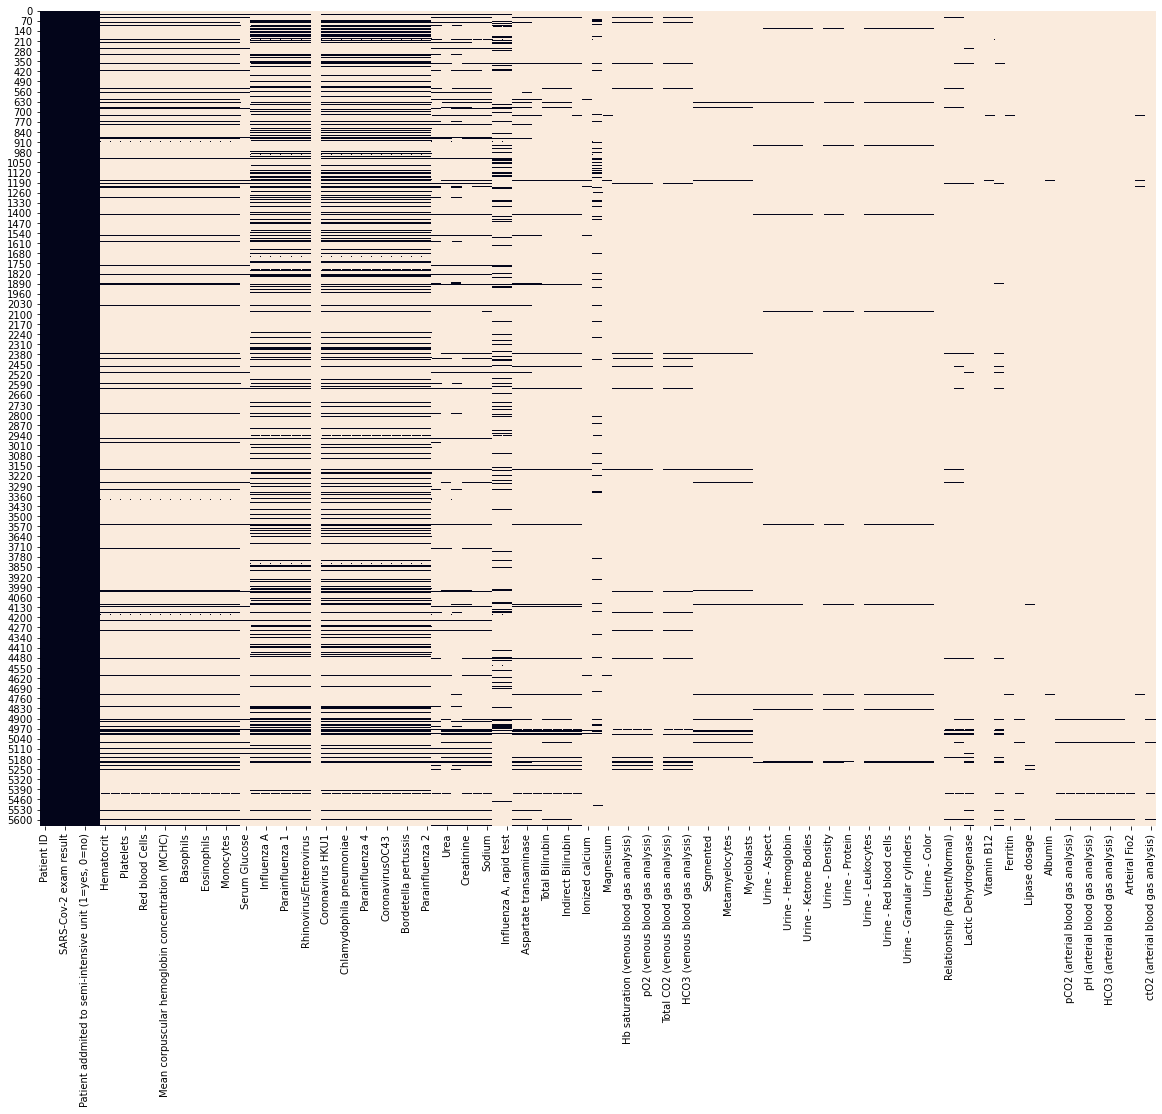 0
70
140
210
280
350
420
490
560
630
700
770
840
910
980
1050
1120
1190
1260
1330
1400
1470
1540
1610
1680
1750
1820
1890
1960
2030
2100
2170
2240
2310
2380
2450
2520
2590
2660
2730
2800
2870
2940
3010
3080
3150
3220
3290
3360
3430
3500
3570
3640
3710
3780
3850
3920
3990
4060
4130
4200
4270
4340
4410
4480
4550
4620
4690
4760
4830
4900
4970
5040
5110
5180
5250
5320
5390
5460
5530
5600
Patient ID
SARS-Cov-2 exam result
Patient addmited to semi-intensive unit (1=yes, 0=no)
Hematocrit
Platelets
Red blood Cells
Mean corpuscular hemoglobin concentration (MCHC)
Basophils
Eosinophils
Monocytes
Serum Glucose
Influenza A
Parainfluenza 1
Rhinovirus/Enterovirus
Coronavirus HKU1
Chlamydophila pneumoniae
Parainfluenza 4
CoronavirusOC43
Bordetella pertussis
Parainfluenza 2
Urea
Creatinine
Sodium
Influenza A, rapid test
Aspartate transaminase
Total Bilirubin
Indirect Bilirubin
Ionized calcium
Magnesium
Hb saturation (venous blood gas analysis)
pO2 (venous blood gas analysis)
Total CO2 (venous blood gas analysis)
HCO3 (venous blood gas analysis)
Segmented
Metamyelocytes
Myeloblasts
Urine - Aspect
Urine - Hemoglobin
Urine - Ketone Bodies
Urine - Density
Urine - Protein
Urine - Leukocytes
Urine - Red blood cells
Urine - Granular cylinders
Urine - Color
Relationship (Patient/Normal)
Lactic Dehydrogenase
Vitamin B12
Ferritin
Lipase dosage
Albumin
pCO2 (arterial blood gas analysis)
pH (arterial blood gas analysis)
HCO3 (arterial blood gas analysis)
Arteiral Fio2
ctO2 (arterial blood gas analysis)